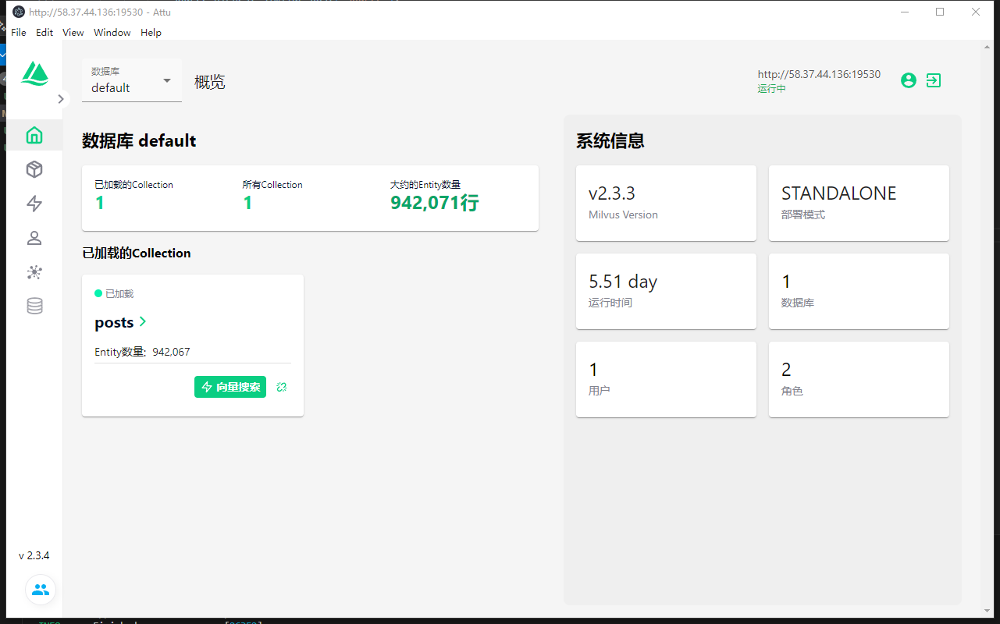 http://58.37.44.136:19530 - Attu
File Edit View Window Help
数据库
default
概览
http://58.37.44.136:19530
运行中
数据库 default
已加载的Collection
1
所有Collection
1
大约的Entity数量
942,071行
已加载的Collection
已加载
posts
Entity数量: 942,067
向量搜索
系统信息
v2.3.3
Milvus Version
STANDALONE
部署模式
5.51 day
运行时间
1
数据库
1
用户
2
角色
v 2.3.4